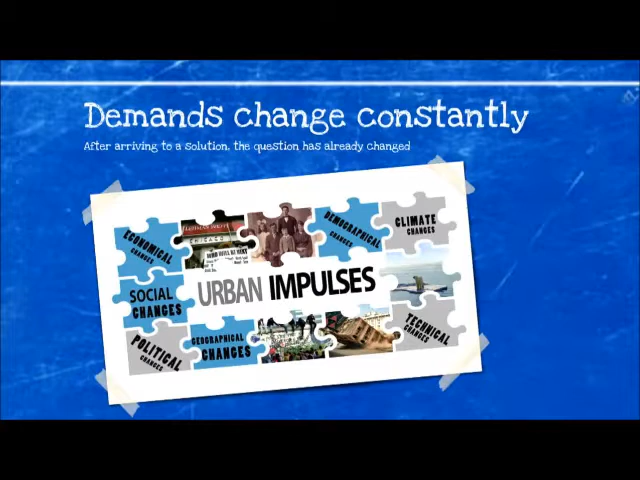 Demands change constantly
After arriving to a solution, the question has already changed
ECONOMICAL
CHANGES
DEMOGRAPHICAL
CHANGES
CLIMATE
CHANGES
CHICAGO
SOCIAL
CHANGES
URBAN IMPULSES
POLITICAL
CHANGES
GEOGRAPHICAL
CHANGES
TECHNICAL
CHANGES